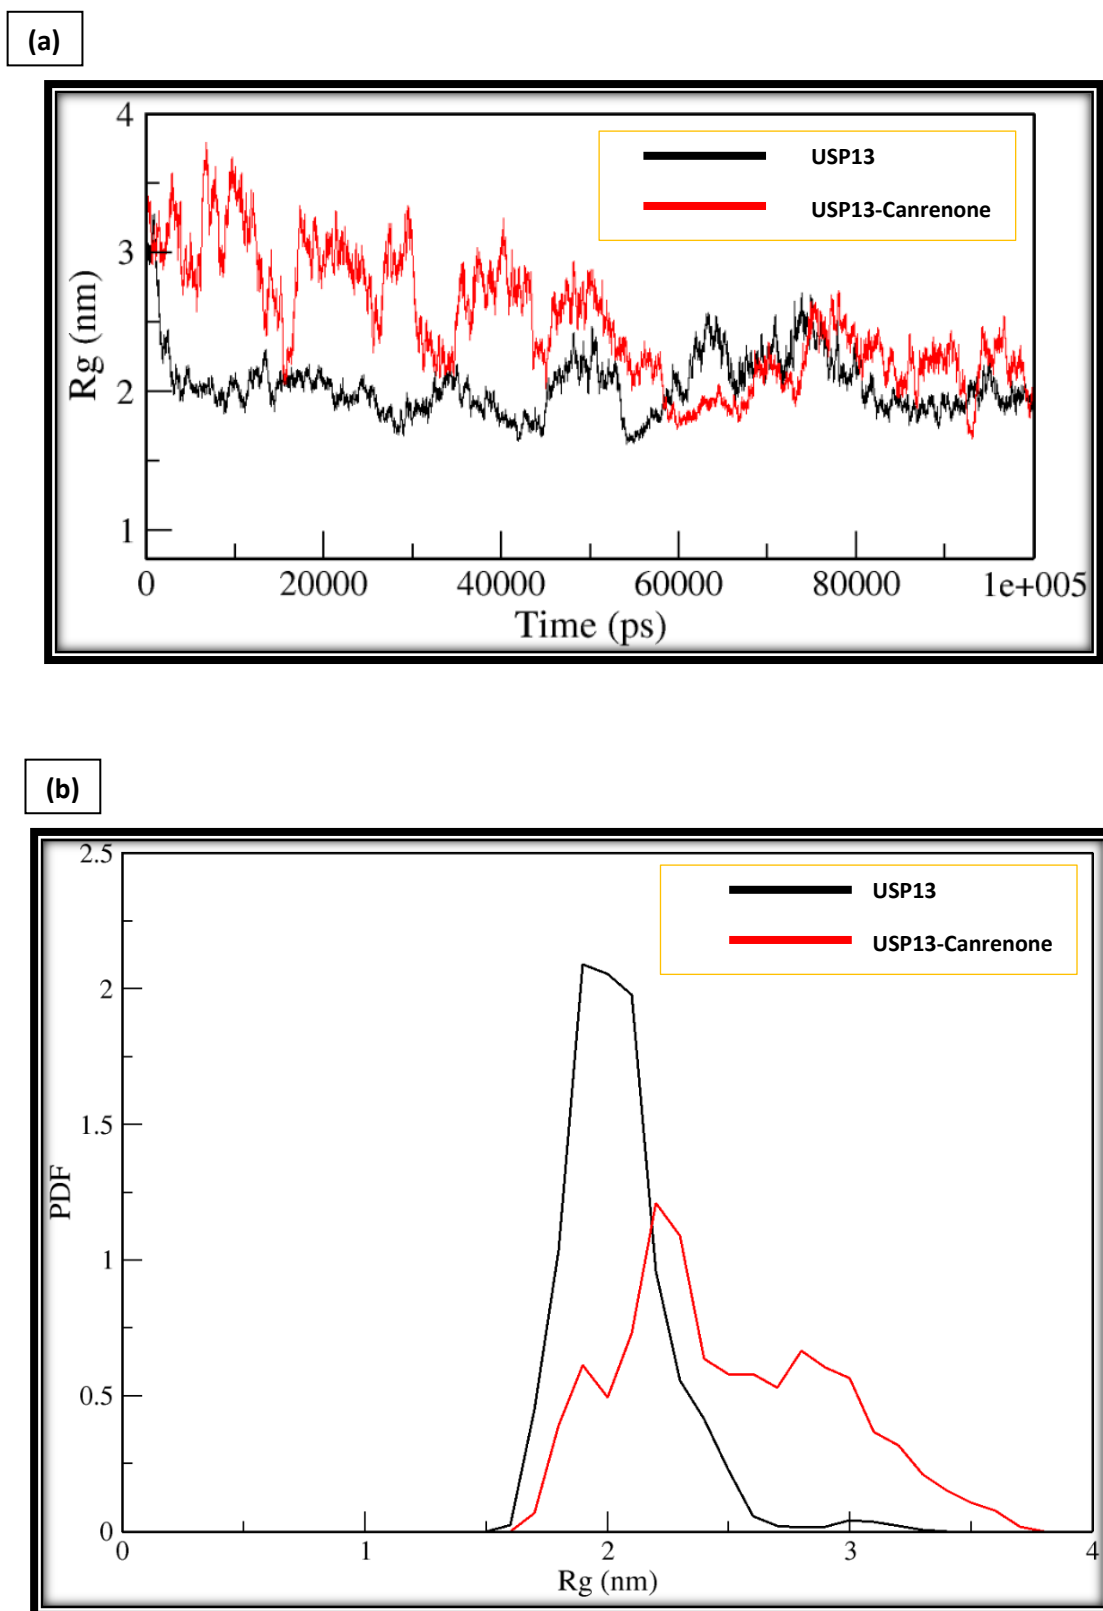 (a)
4
3
2
1
Rg (nm)
USP13
USP13-Canrenone
0 20000 40000 60000 80000 1e+005
Time (ps)
(b)
2.5
2
1.5
1
0.5
0
PDF
USP13
USP13-Canrenone
0 1 2 3 4
Rg (nm)